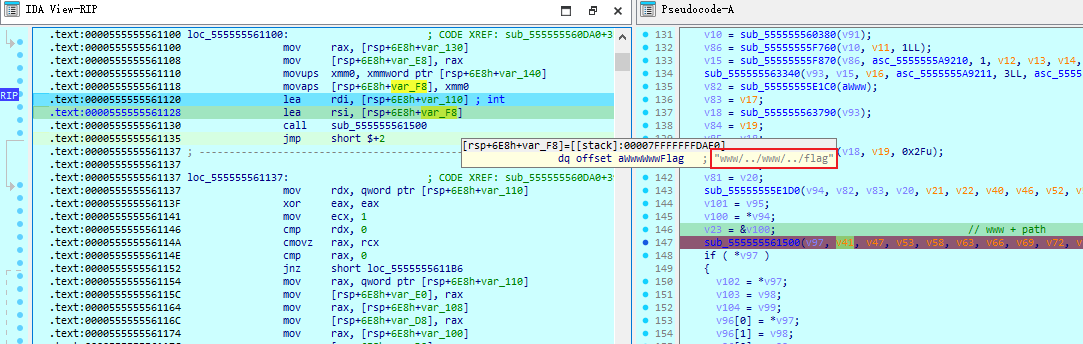 IDA View-RIP
.text:0000555555561100 loc_555555561100: ; CODE XREF: sub_555555560DA0+3
.text:0000555555561100 mov rax, [rsp+6E8h+var_130]
.text:0000555555561108 mov [rsp+6E8h+var_E8], rax
.text:0000555555561110 movups xmm0, xmmword ptr [rsp+6E8h+var_140]
.text:0000555555561118 movaps [rsp+6E8h+var_F8], xmm0
RIP .text:0000555555561120 lea rdi, [rsp+6E8h+var_110] ; int
.text:0000555555561128 lea rsi, [rsp+6E8h+var_F8]
.text:0000555555561130 call sub_555555561500
.text:0000555555561135 jmp short $+2
.text:0000555555561137 ;
.text:0000555555561137
.text:0000555555561137 loc_555555561137: ; CODE XREF: sub_555555560DA0+3
.text:0000555555561137 mov rdx, qword ptr [rsp+6E8h+var_110]
.text:000055555556113F xor eax, eax
.text:0000555555561141 mov ecx, 1
.text:0000555555561146 cmp rdx, 0
.text:000055555556114A cmovz rax, rcx
.text:000055555556114E cmp rax, 0
.text:0000555555561152 jnz short loc_5555555611B6
.text:0000555555561154 mov rax, qword ptr [rsp+6E8h+var_110]
.text:000055555556115C mov [rsp+6E8h+var_E0], rax
.text:0000555555561164 mov rax, [rsp+6E8h+var_108]
.text:000055555556116C mov [rsp+6E8h+var_D8], rax
.text:0000555555561174 mov rax, [rsp+6E8h+var_100]
[rsp+6E8h+var_F8]=[[stack]:00007FFFFFFFDAE0]
dq offset aWwwWwwFlag ; "www/../www/../flag"
Pseudocode-A
131 v10 = sub_555555560380(v91);
132 v86 = sub_55555555F760(v10, v11, 1LL);
133 v15 = sub_55555555F870(v86, asc_5555555A9210, 1, v12, v13, v14,
134 sub_555555563340(v93, v15, v16, asc_5555555A9211, 3LL, asc_5555
135 v82 = sub_55555555E1C0(aWww);
136 v83 = v17;
137 v18 = sub_555555563790(v93);
138 v84 = v19;
139 v85 = v18;
(v18, v19, 0x2Fu);
142 v81 = v20;
143 sub_55555555E1D0(v94, v82, v83, v20, v21, v22, v40, v46, v52, v
144 v101 = v95;
145 v100 = *v94;
146 v23 = &v100; // www + path
147 sub_555555561500(v97, v41, v47, v53, v58, v63, v66, v69, v72, v
148 if ( *v97 )
149 {
150 v102 = *v97;
151 v103 = v98;
152 v104 = v99;
153 v96[0] = *v97;
154 v96[1] = v98;